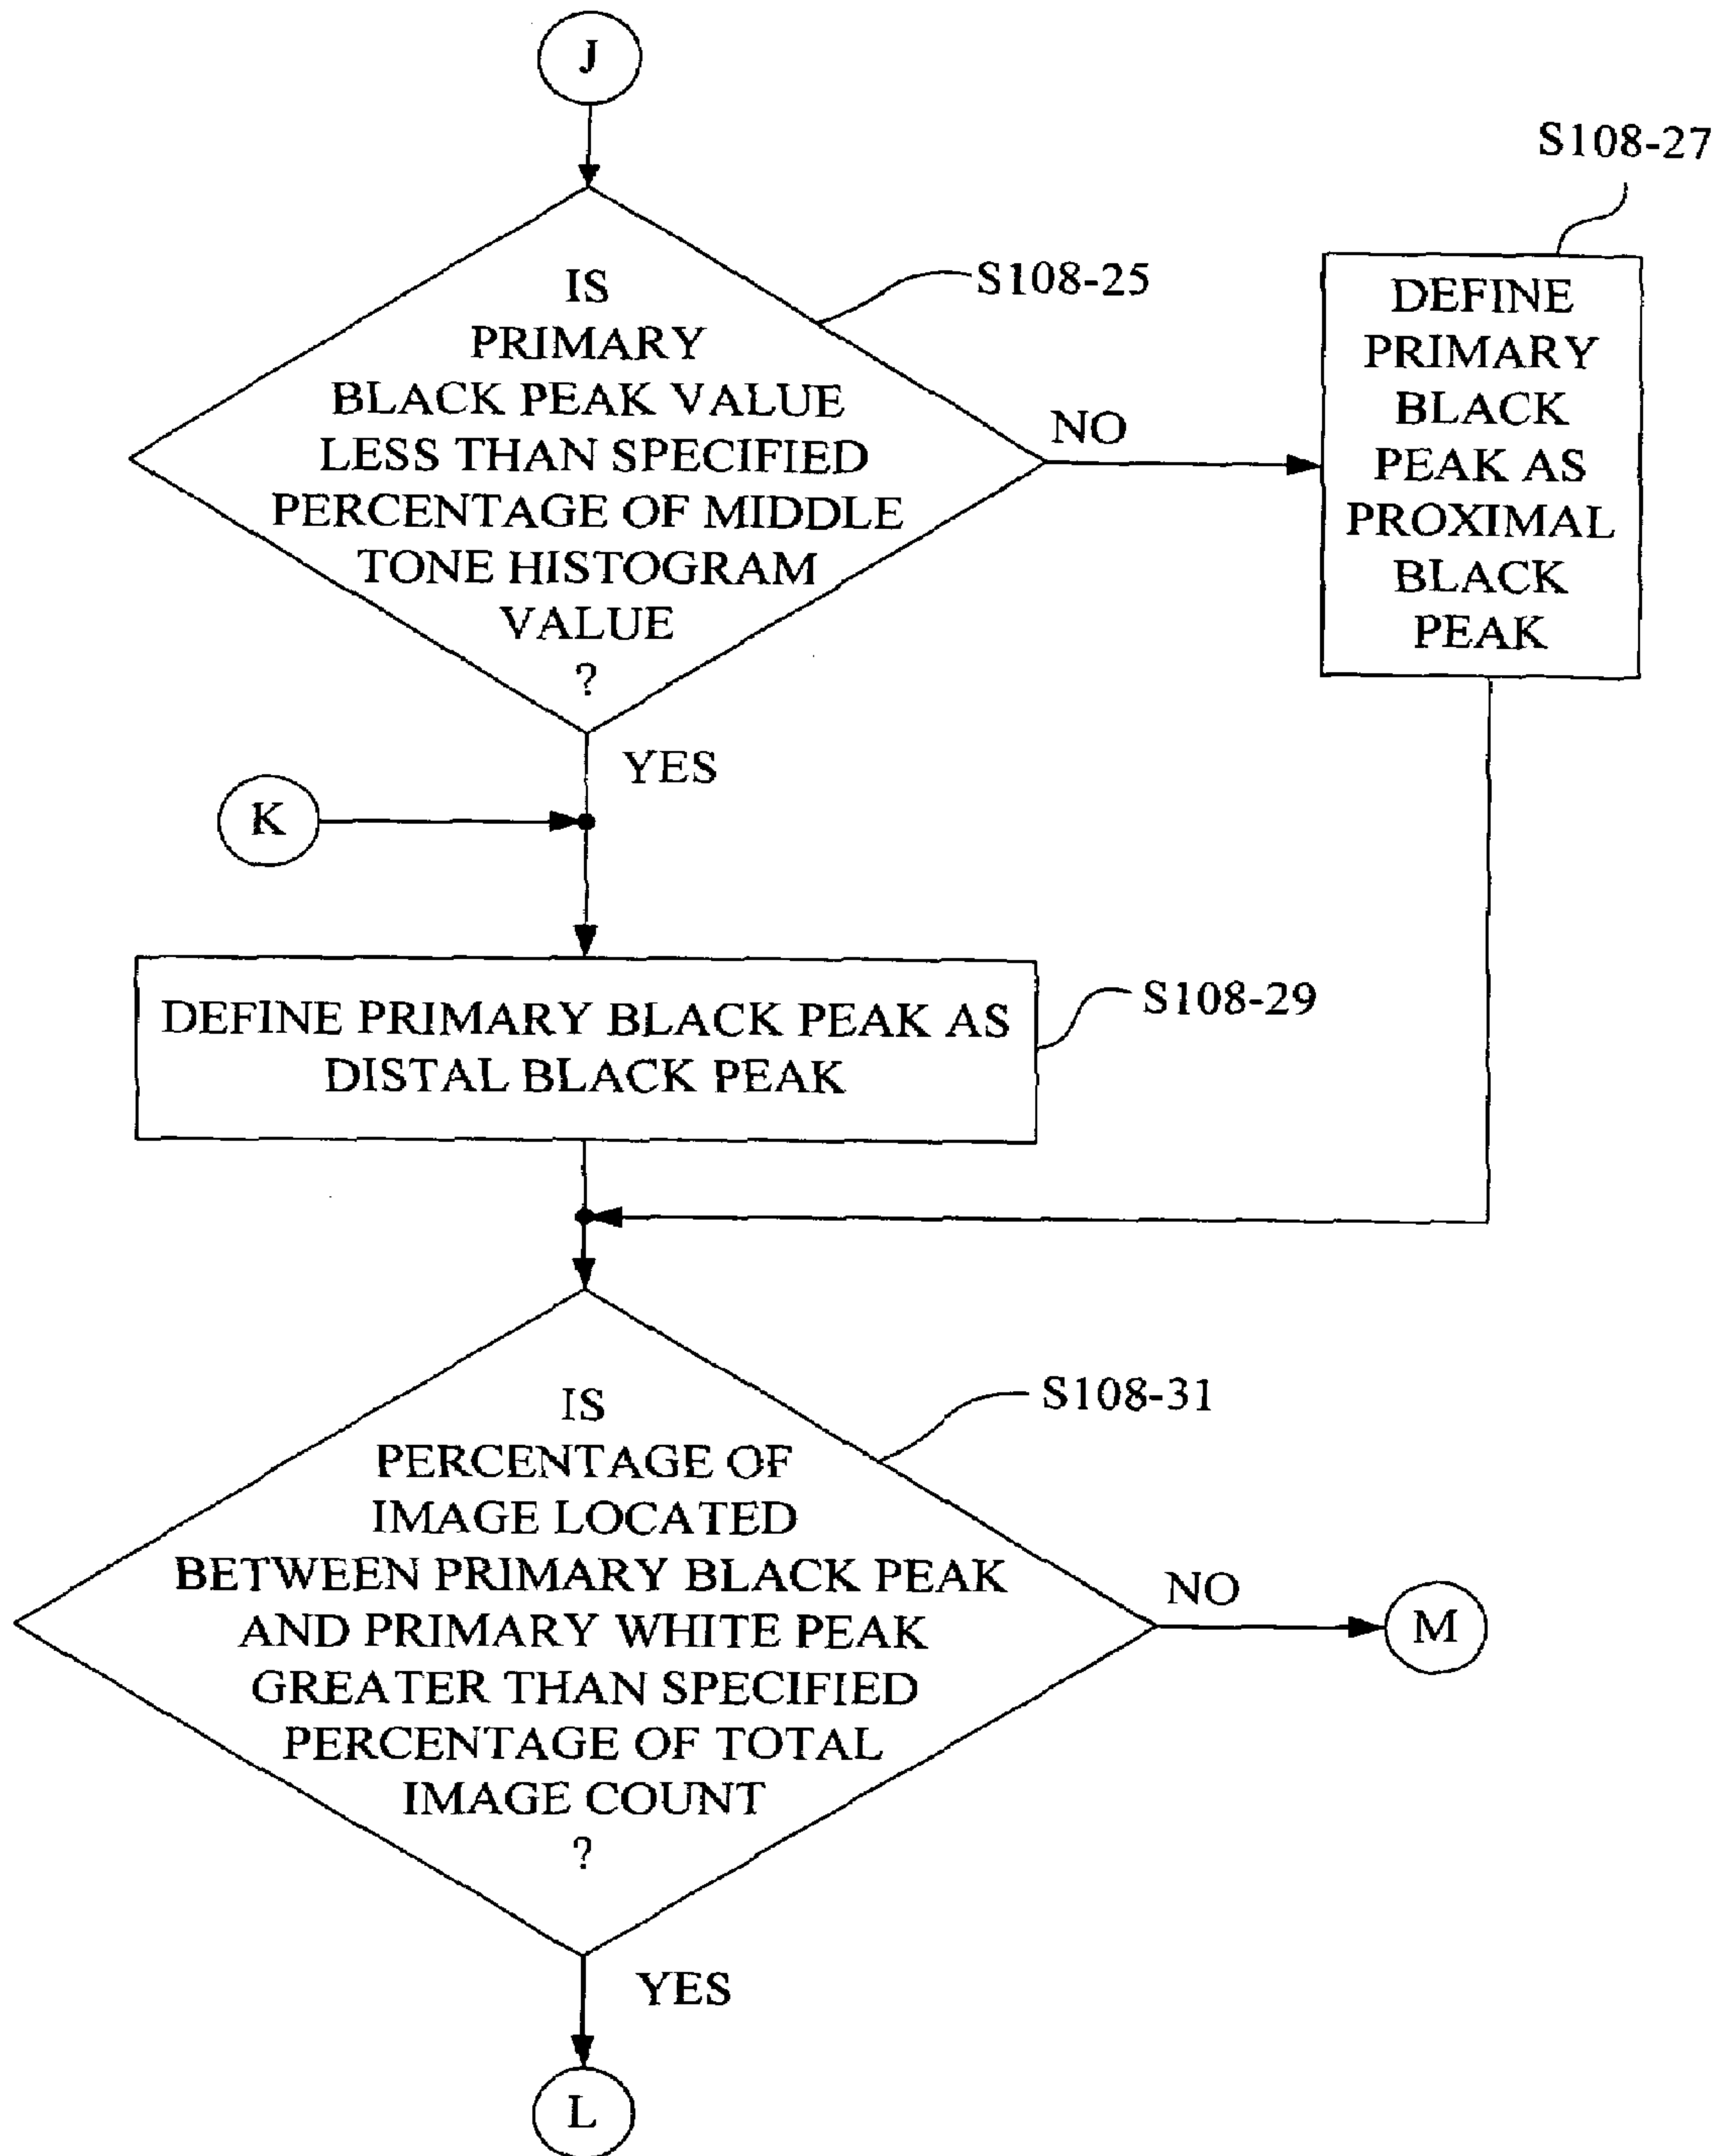 J
S108-27
S108-25
IS
PRIMARY
BLACK PEAK VALUE
LESS THAN SPECIFIED
PERCENTAGE OF MIDDLE
TONE HISTOGRAM
VALUE
?
NO
DEFINE
PRIMARY
BLACK
PEAK AS
PROXIMAL
BLACK
PEAK
YES
K
DEFINE PRIMARY BLACK PEAK AS
DISTAL BLACK PEAK
S108-29
S108-31
IS
PERCENTAGE OF
IMAGE LOCATED
BETWEEN PRIMARY BLACK PEAK
AND PRIMARY WHITE PEAK
GREATER THAN SPECIFIED
PERCENTAGE OF TOTAL
IMAGE COUNT
?
NO
M
YES
L